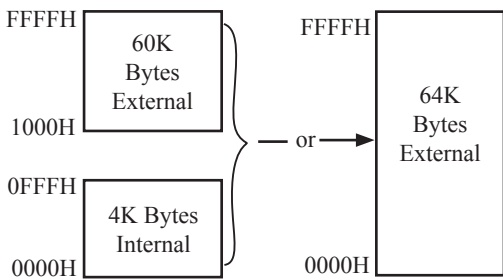 FFFFH
60K
Bytes
External
1000H
0FFFH
4K Bytes
Internal
0000H
or
FFFFH
64K
Bytes
External
0000H